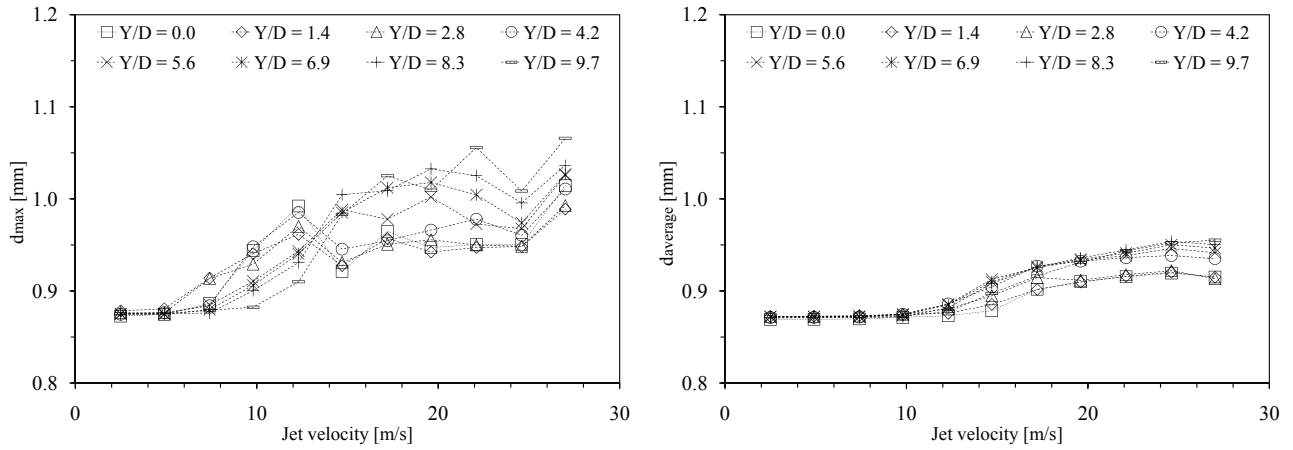 1.2
1.1
1.0
0.9
0.8
dmax [mm]
Y/D = 0.0 Y/D = 1.4 Y/D = 2.8 Y/D = 4.2
Y/D = 5.6 Y/D = 6.9 Y/D = 8.3 Y/D = 9.7
0 10 20 30
Jet velocity [m/s]
1.2
1.1
1.0
0.9
0.8
daverage [mm]
Y/D = 0.0 Y/D = 1.4 Y/D = 2.8 Y/D = 4.2
Y/D = 5.6 Y/D = 6.9 Y/D = 8.3 Y/D = 9.7
0 10 20 30
Jet velocity [m/s]